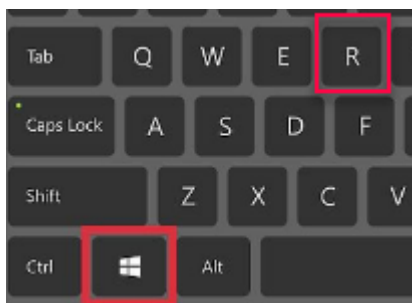 Tab Q W E R
Caps Lock A S D F
Shift Z X C V
Ctrl Alt